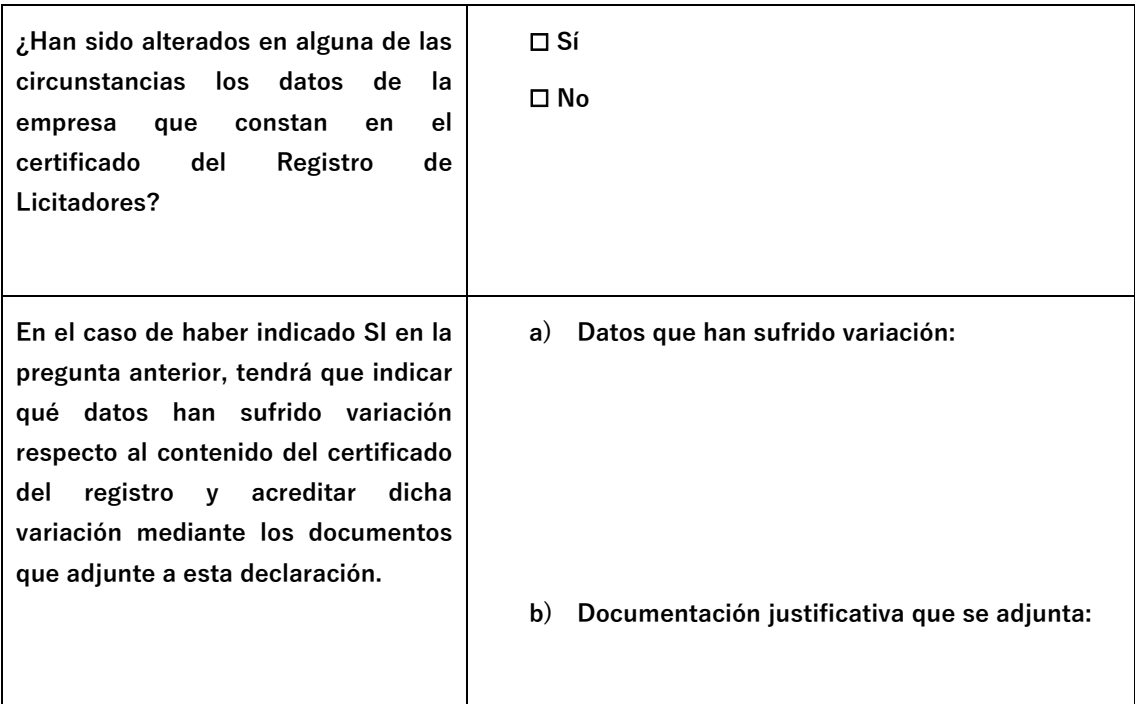 ¿Han sido alterados en alguna de las
circunstancias los datos de la
empresa que constan en el
certificado del Registro de
Licitadores?
☐ Sí
☐ No
En el caso de haber indicado SI en la
pregunta anterior, tendrá que indicar
qué datos han sufrido variación
respecto al contenido del certificado
del registro y acreditar dicha
variación mediante los documentos
que adjunte a esta declaración.
a) Datos que han sufrido variación:
b) Documentación justificativa que se adjunta: